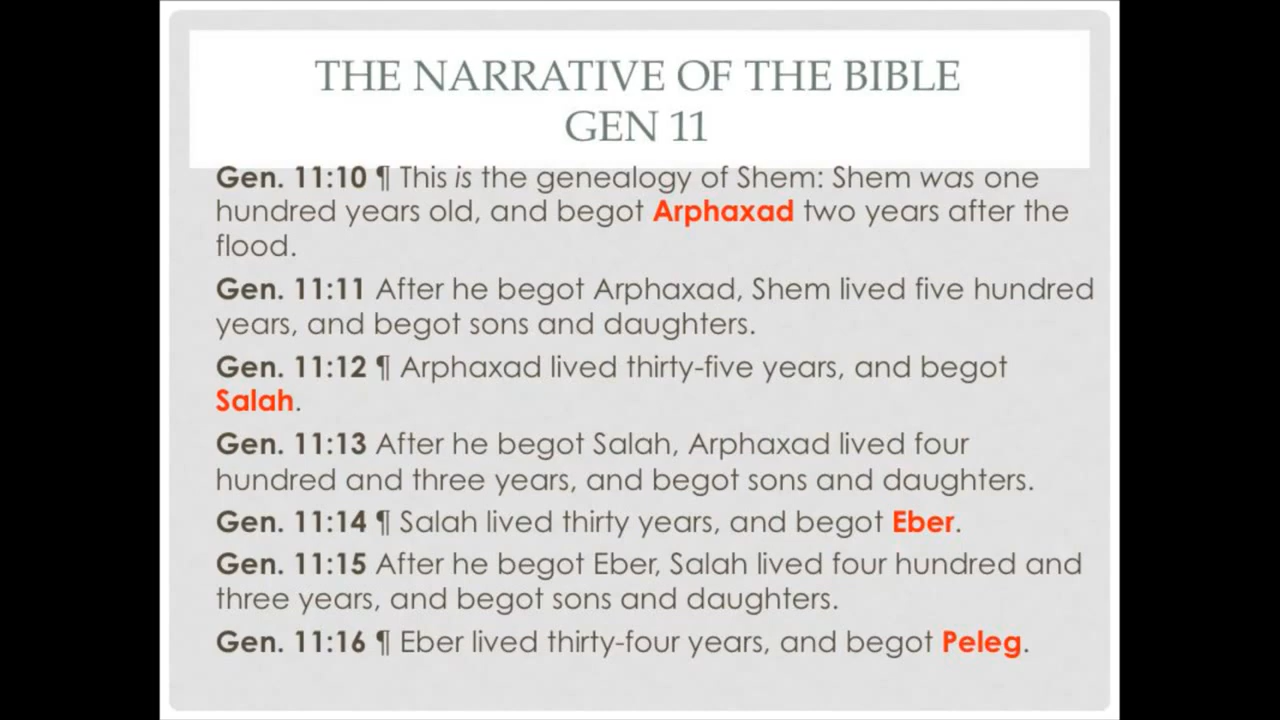 THE NARRATIVE OF THE BIBLE
GEN 11
Gen. 11:10 ¶ This is the genealogy of Shem: Shem was one
hundred years old, and begot Arphaxad two years after the
flood.
Gen. 11:11 After he begot Arphaxad, Shem lived five hundred
years, and begot sons and daughters.
Gen. 11:12 ¶ Arphaxad lived thirty-five years, and begot
Salah.
Gen. 11:13 After he begot Salah, Arphaxad lived four
hundred and three years, and begot sons and daughters.
Gen. 11:14 ¶ Salah lived thirty years, and begot Eber.
Gen. 11:15 After he begot Eber, Salah lived four hundred and
three years, and begot sons and daughters.
Gen. 11:16 ¶ Eber lived thirty-four years, and begot Peleg.